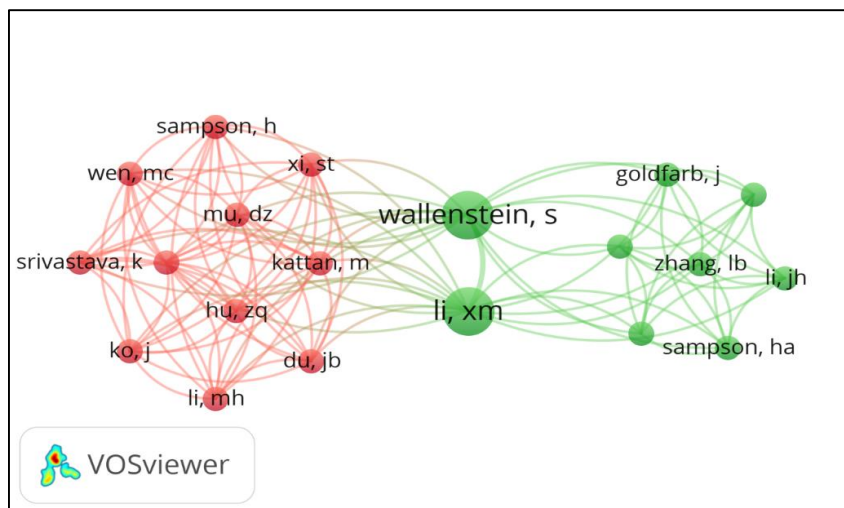 sampson, h
xi, st
wen, mc
goldfarb, j
mu, dz
wallenstein, s
srivastava, k
kattan, m
zhang, lb
li, jh
hu, zq
li, xm
ko, j
du, jb
sampson, ha
li, mh
VOSviewer